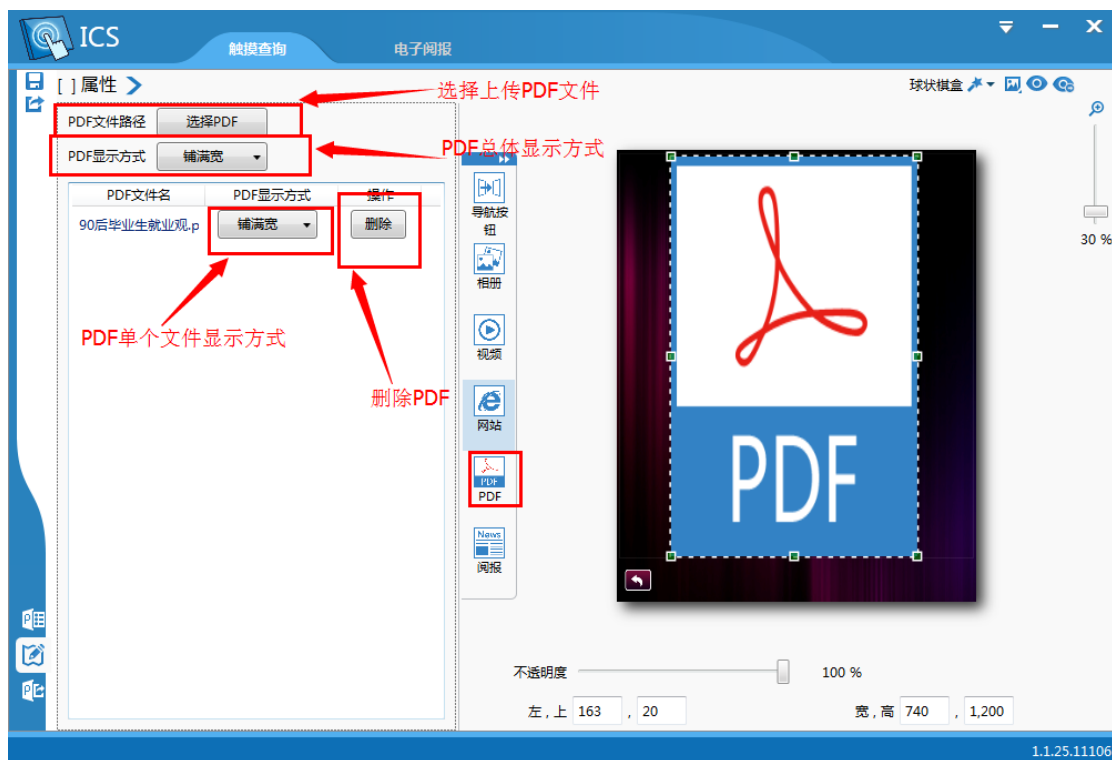 ICS
触摸查询
电子阅报
[ ] 属性
选择上传PDF文件
球状棋盒
PDF文件路径 选择PDF
PDF显示方式 铺满宽
PDF总体显示方式
PDF文件名 PDF显示方式 操作
90后毕业生就业观.p 铺满宽 删除
PDF单个文件显示方式
删除PDF
导航按
钮
相册
视频
网站
PDF
PDF
News
阅报
PDF
30 %
不透明度 100 %
左 , 上 163 , 20
宽 , 高 740 , 1,200
1.1.25.11106